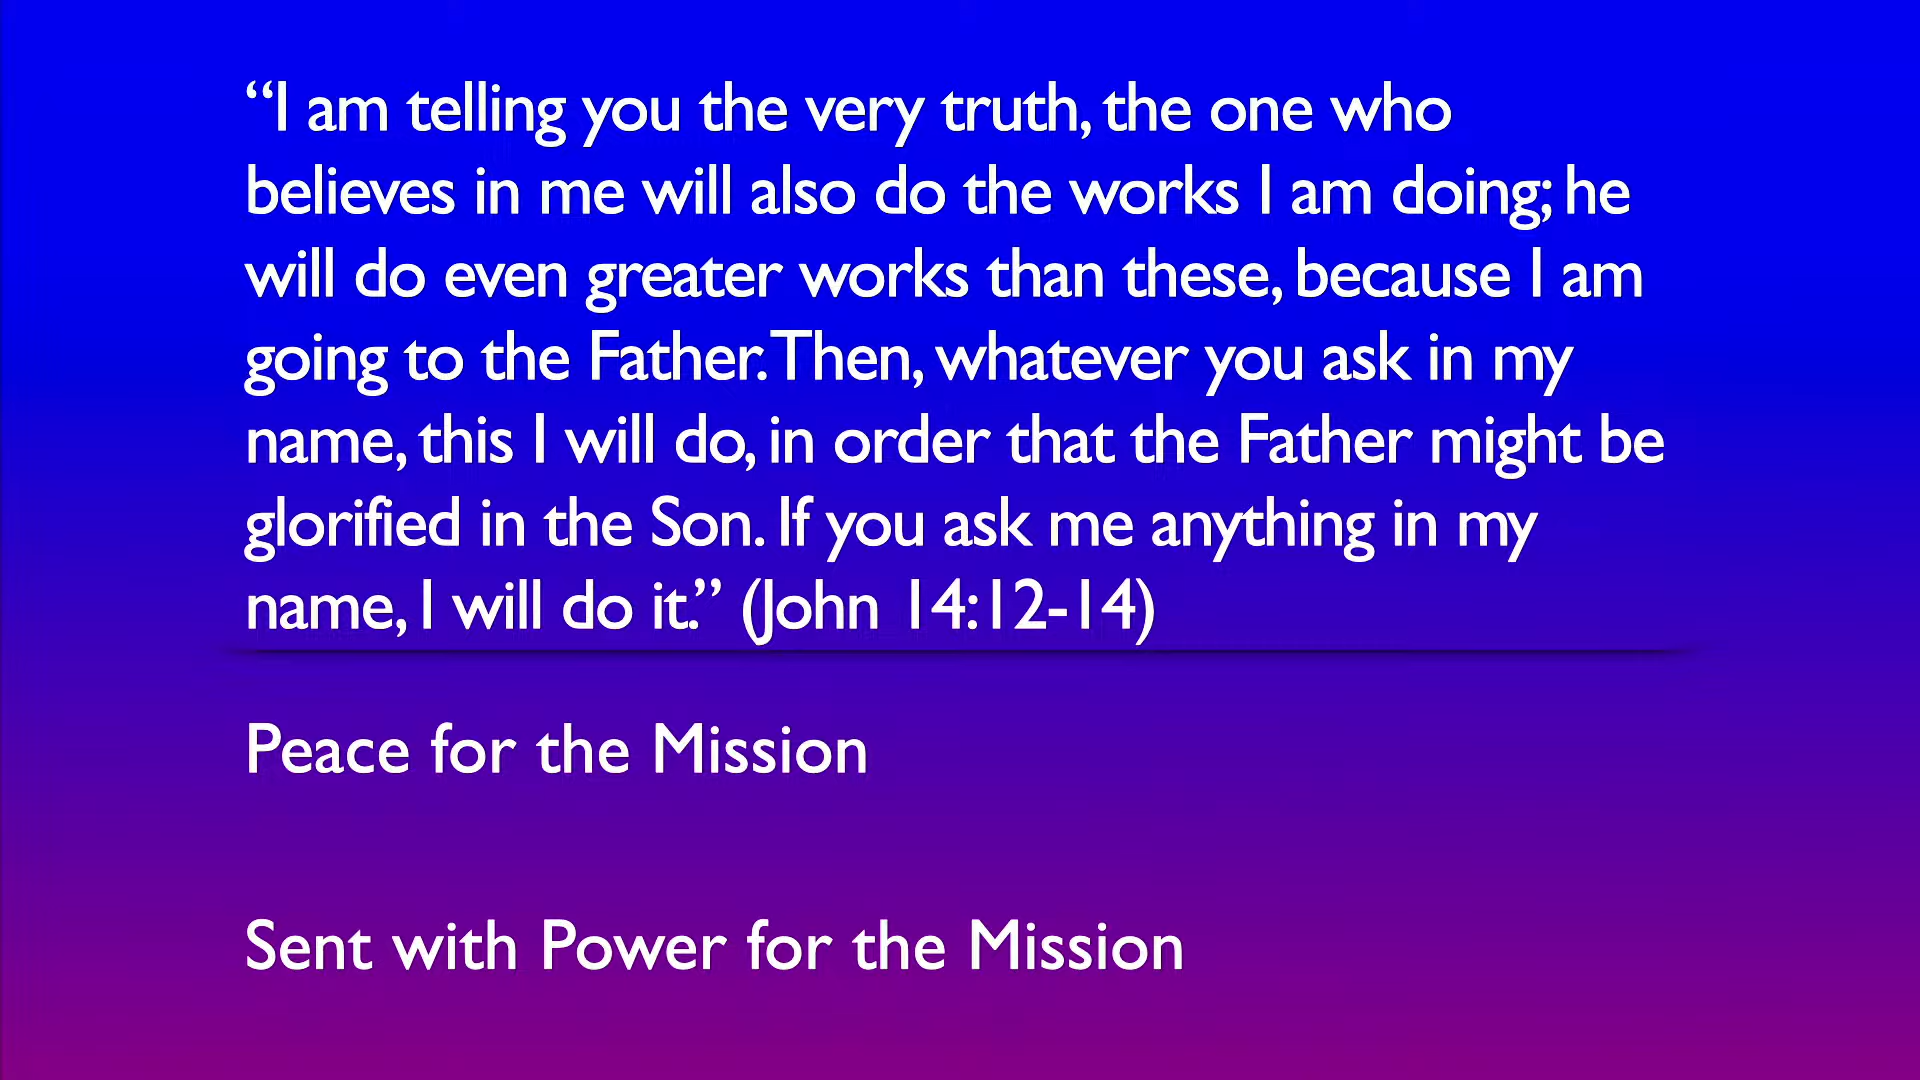 “I am telling you the very truth, the one who
believes in me will also do the works I am doing; he
will do even greater works than these, because I am
going to the Father. Then, whatever you ask in my
name, this I will do, in order that the Father might be
glorified in the Son. If you ask me anything in my
name, I will do it.” (John 14:12-14)
Peace for the Mission
Sent with Power for the Mission